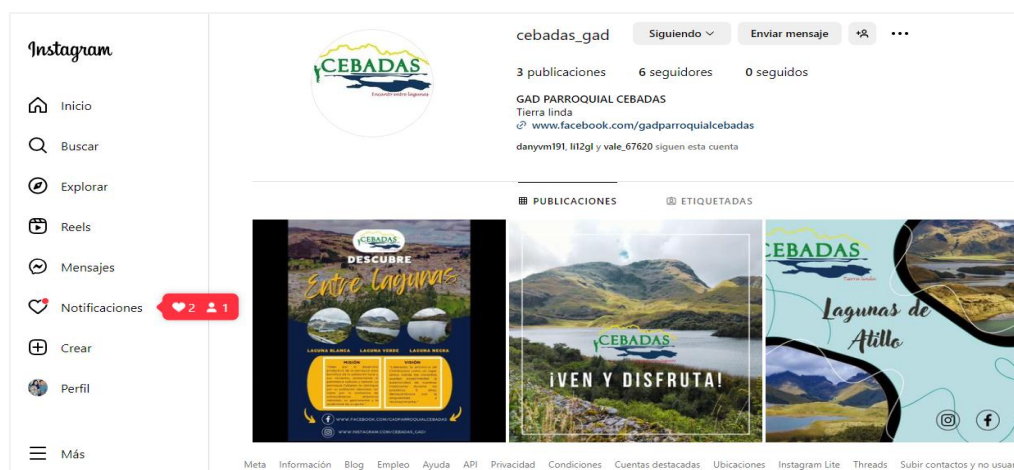 Instagram
Inicio
Buscar
Explorar
Reels
Mensajes
Notificaciones
2 1
Crear
Perfil
Más
CEBADAS
Encanto entre lagunas
cebadas_gad Siguiendo Enviar mensaje
3 publicaciones 6 seguidores 0 seguidos
GAD PARROQUIAL CEBADAS
Tierra linda
www.facebook.com/gadparroquialcebadas
danyvm191, lil2gl y vale_67620 siguen esta cuenta
PUBLICACIONES ETIQUETADAS
CEBADAS
DESCUBRE
Entre Lagunas
LAGUNA BLANCA LAGUNA VERDE LAGUNA NEGRA
MISIÓN VISIÓN
WWW.FACEBOOK.COM/GADPARROQUIALCEBADAS
WWW.INSTAGRAM.COM/CEBADAS_GAD/
CEBADAS
¡VEN Y DISFRUTA!
CEBADAS
Tierra linda
Lagunas de
Atillo
Meta Información Blog Empleo Ayuda API Privacidad Condiciones Cuentas destacadas Ubicaciones Instagram Lite Threads Subir contactos y no usuar